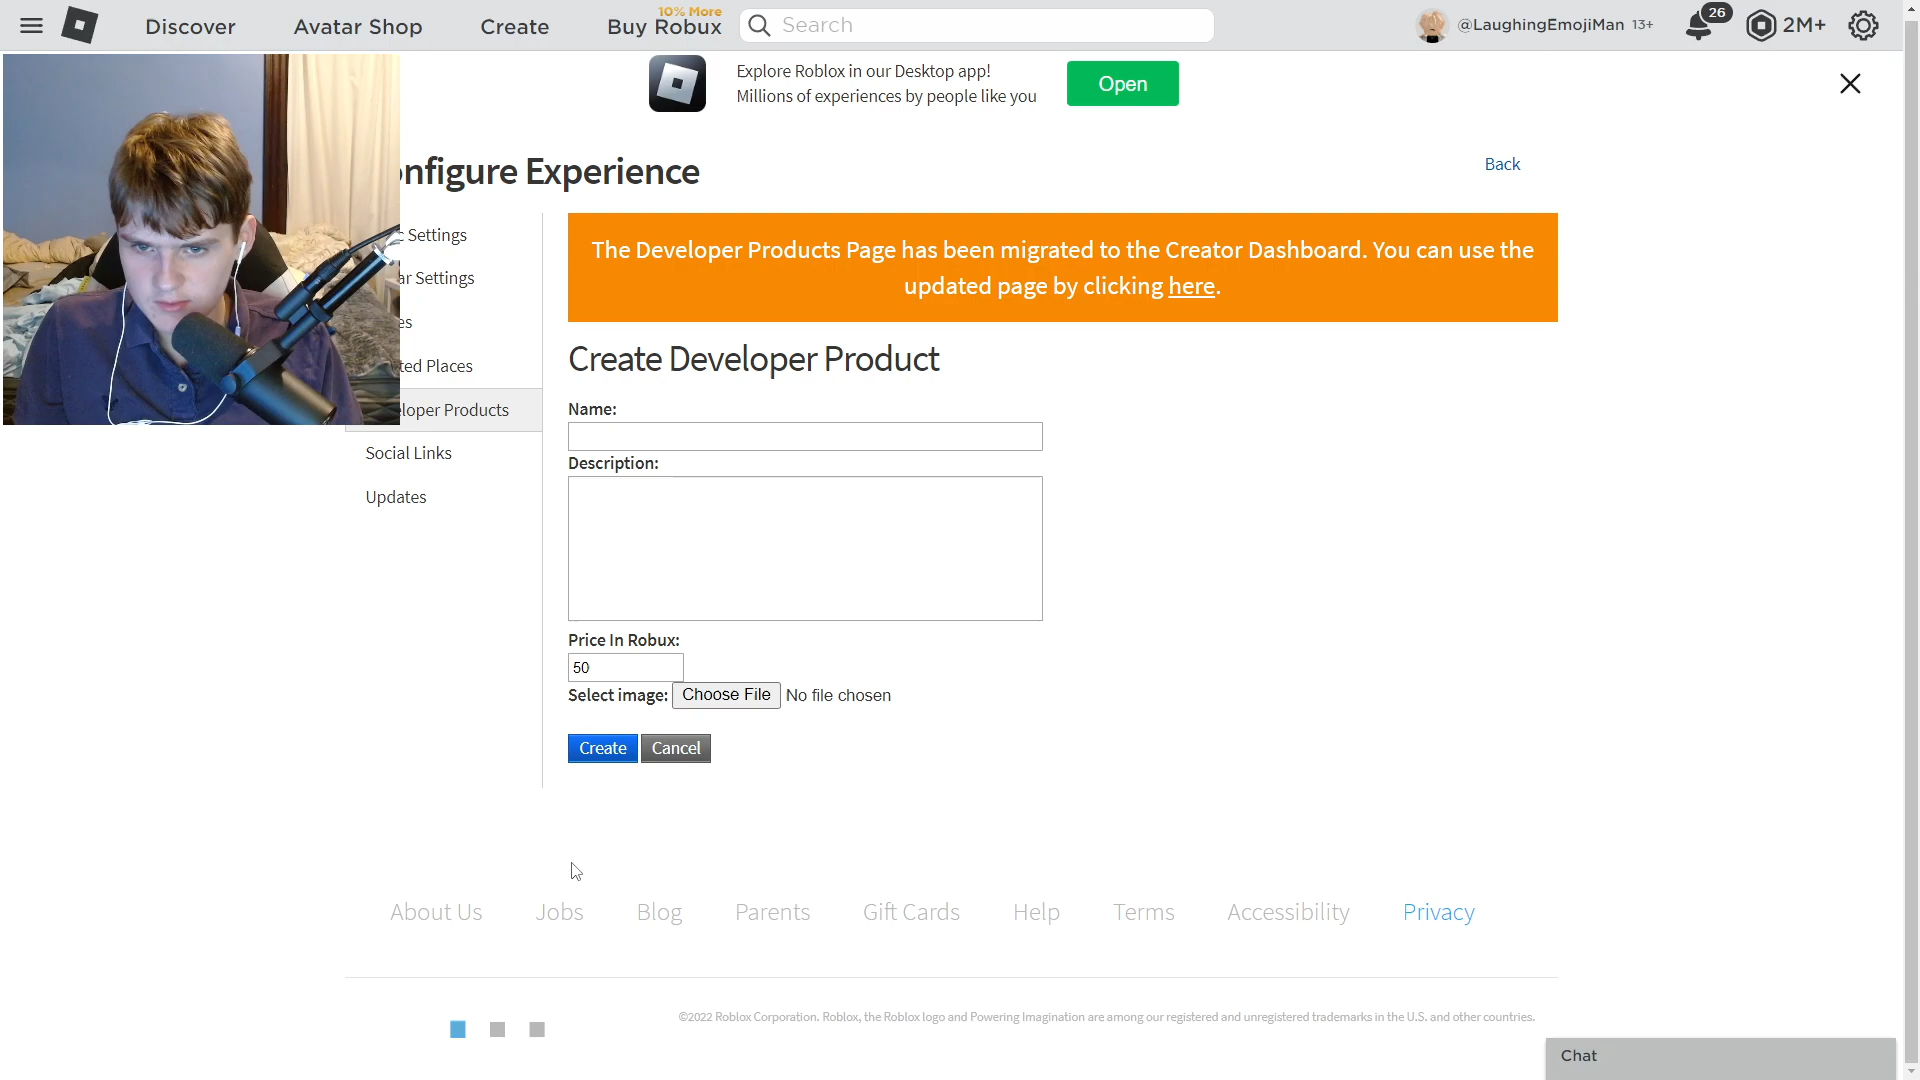 Discover
Avatar Shop
Create
10% More
Buy Robux
Search
@LaughingEmojiMan 13+
26
2M+
Explore Roblox in our Desktop app!
Millions of experiences by people like you
Open
Back
Experience
Settings
Settings
Places
Products
Social Links
Updates
The Developer Products Page has been migrated to the Creator Dashboard. You can use the
updated page by clicking here.
Create Developer Product
Name:
Description:
Price In Robux:
50
Select image: Choose File No file chosen
Create Cancel
About Us
Jobs
Blog
Parents
Gift Cards
Help
Terms
Accessibility
Privacy
©2022 Roblox Corporation. Roblox, the Roblox logo and Powering Imagination are among our registered and unregistered trademarks in the U.S. and other countries.
Chat